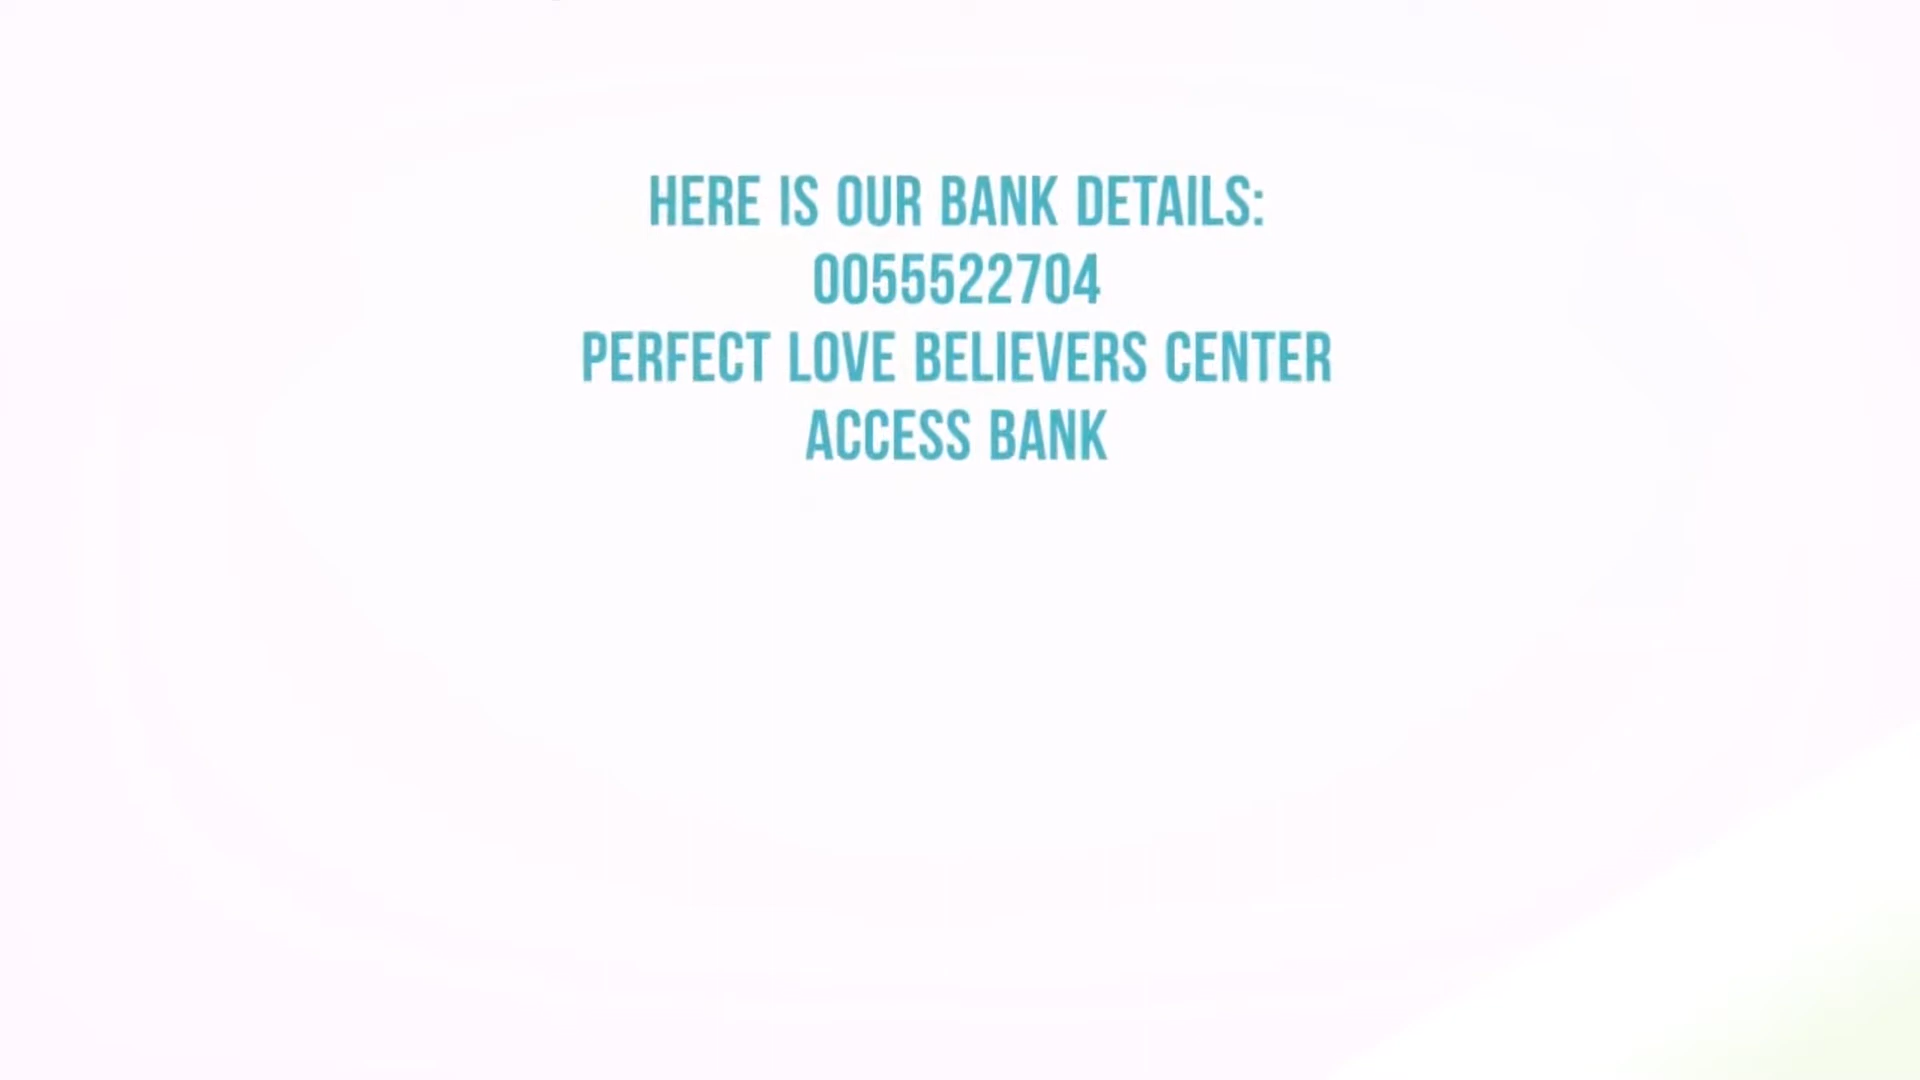 HERE IS OUR BANK DETAILS:
0055522704
PERFECT LOVE BELIEVERS CENTER
ACCESS BANK